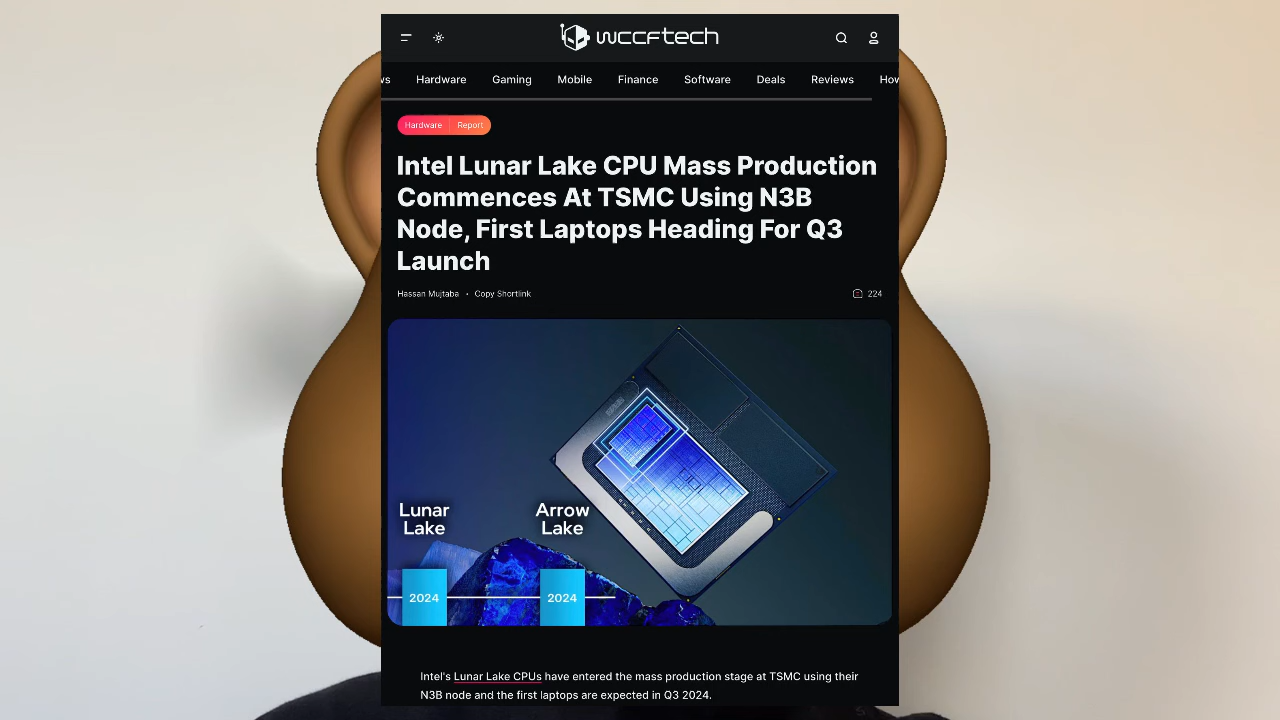 wccftech
ws Hardware Gaming Mobile Finance Software Deals Reviews How
Hardware Report
Intel Lunar Lake CPU Mass Production
Commences At TSMC Using N3B
Node, First Laptops Heading For Q3
Launch
Hassan Mujtaba • Copy Shortlink 224
Lunar
Lake
Arrow
Lake
2024 2024
Intel's Lunar Lake CPUs have entered the mass production stage at TSMC using their
N3B node and the first laptops are expected in Q3 2024.